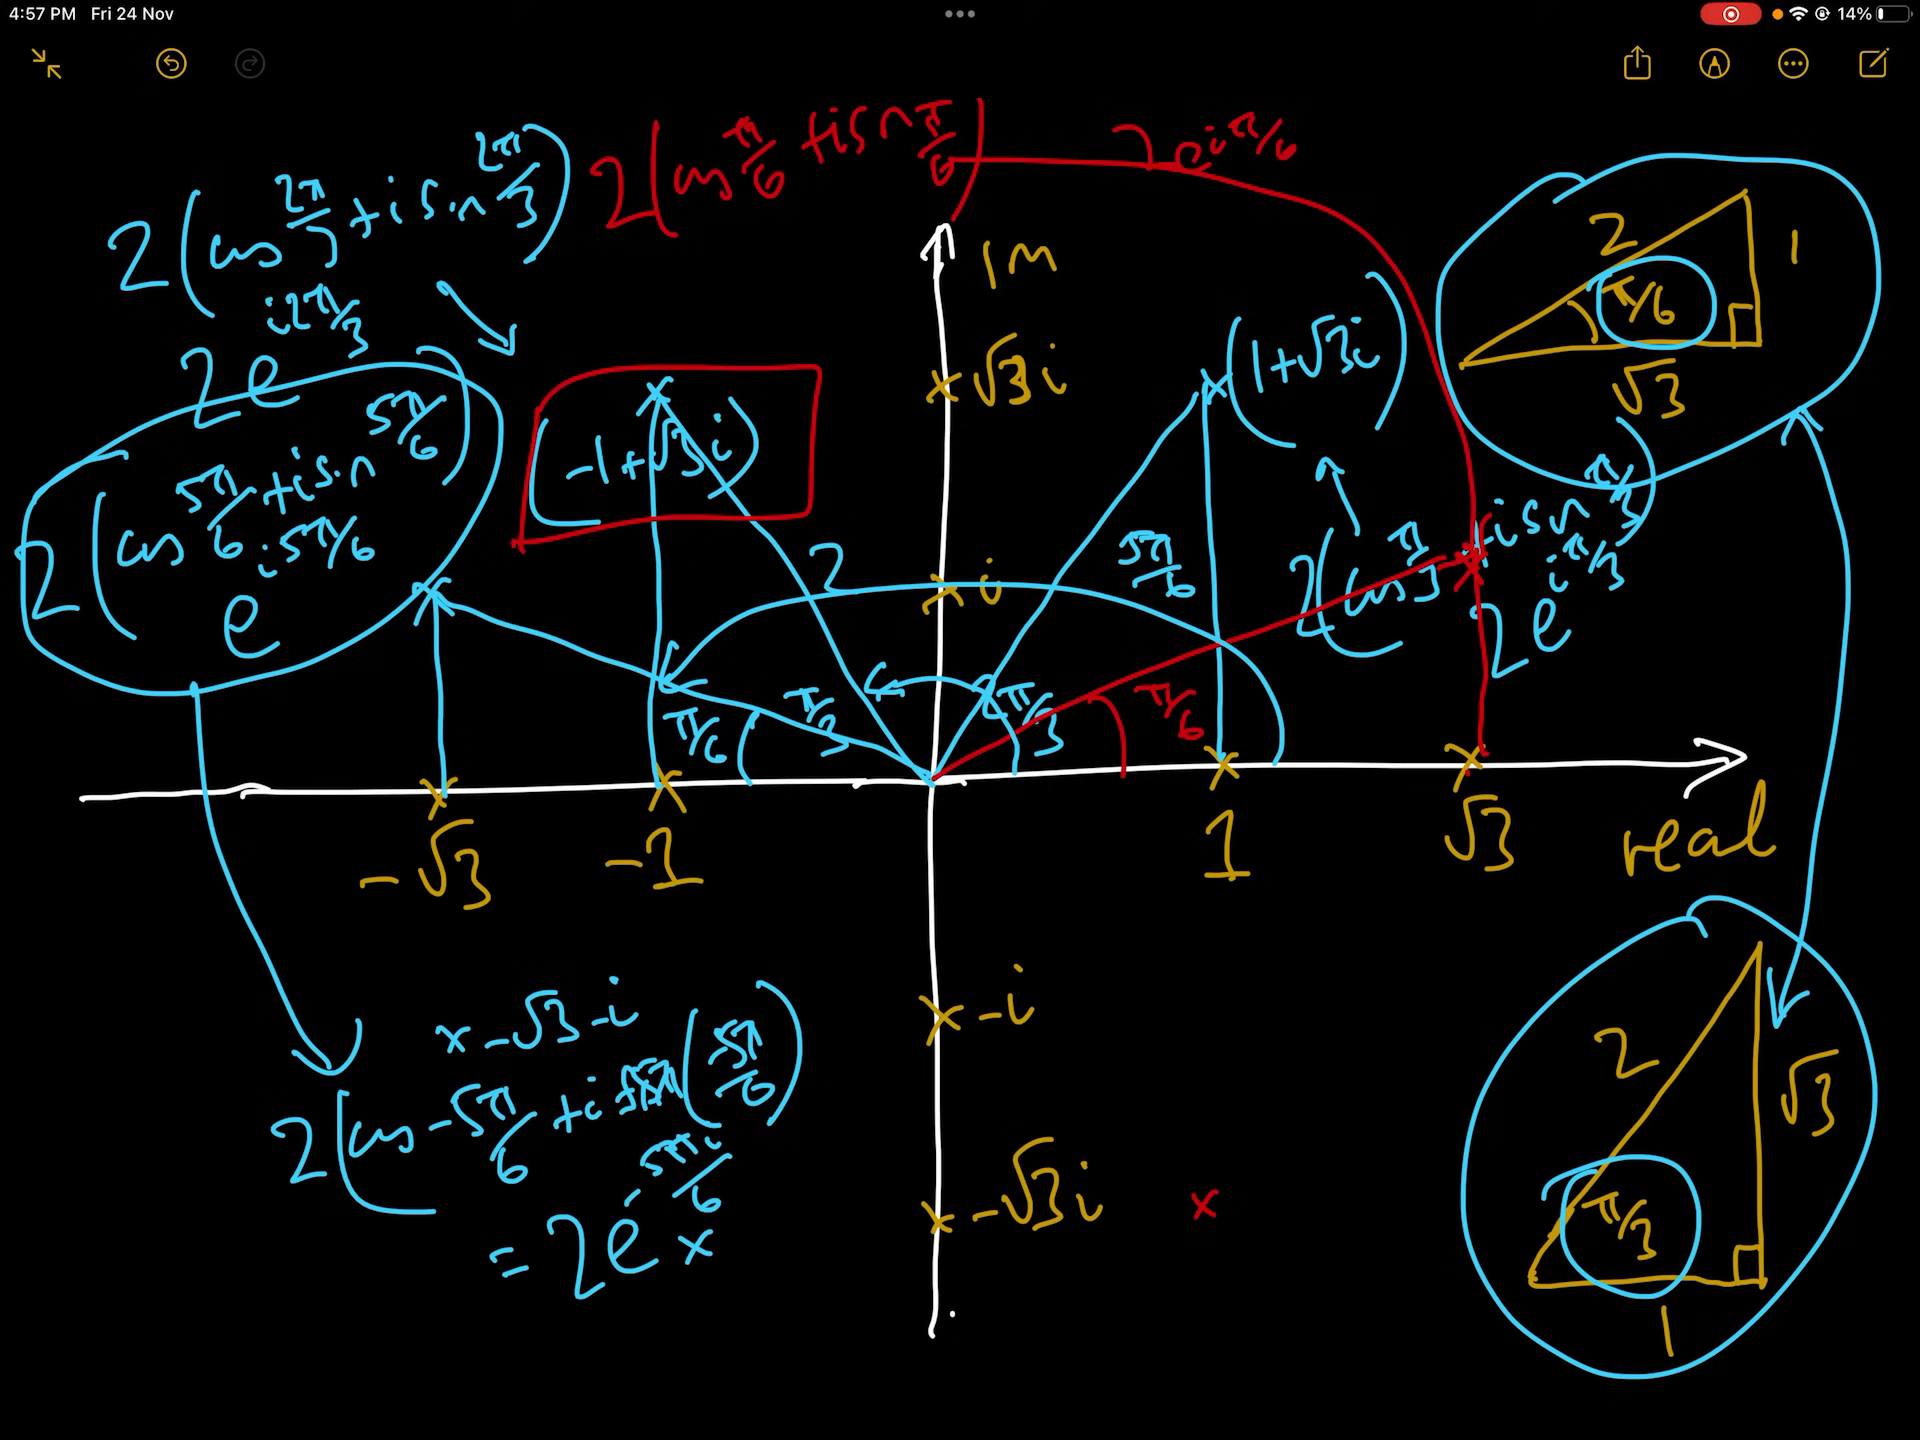 4:57 PM Fri 24 Nov
14%
2(cos 2π/3 + i sin 2π/3)
2e^i2π/3
2(cos π/6 + i sin π/6)
e^iπ/6
Im
√3i
(1+√3i)
2
1
π/6
√3
(-1+√3i)
2(cos 5π/6 + i sin 5π/6)
e^i5π/6
2
i
5π/6
2(cos π/3 + i sin π/3)
2e^iπ/3
π/6
π/3
π/3
π/6
-√3
-1
1
√3
real
x -√3-i
-i
2(cos -5π/6 + i sin(-5π/6))
= 2e^-5πi/6
x
-√3i
x
2
√3
π/3
1